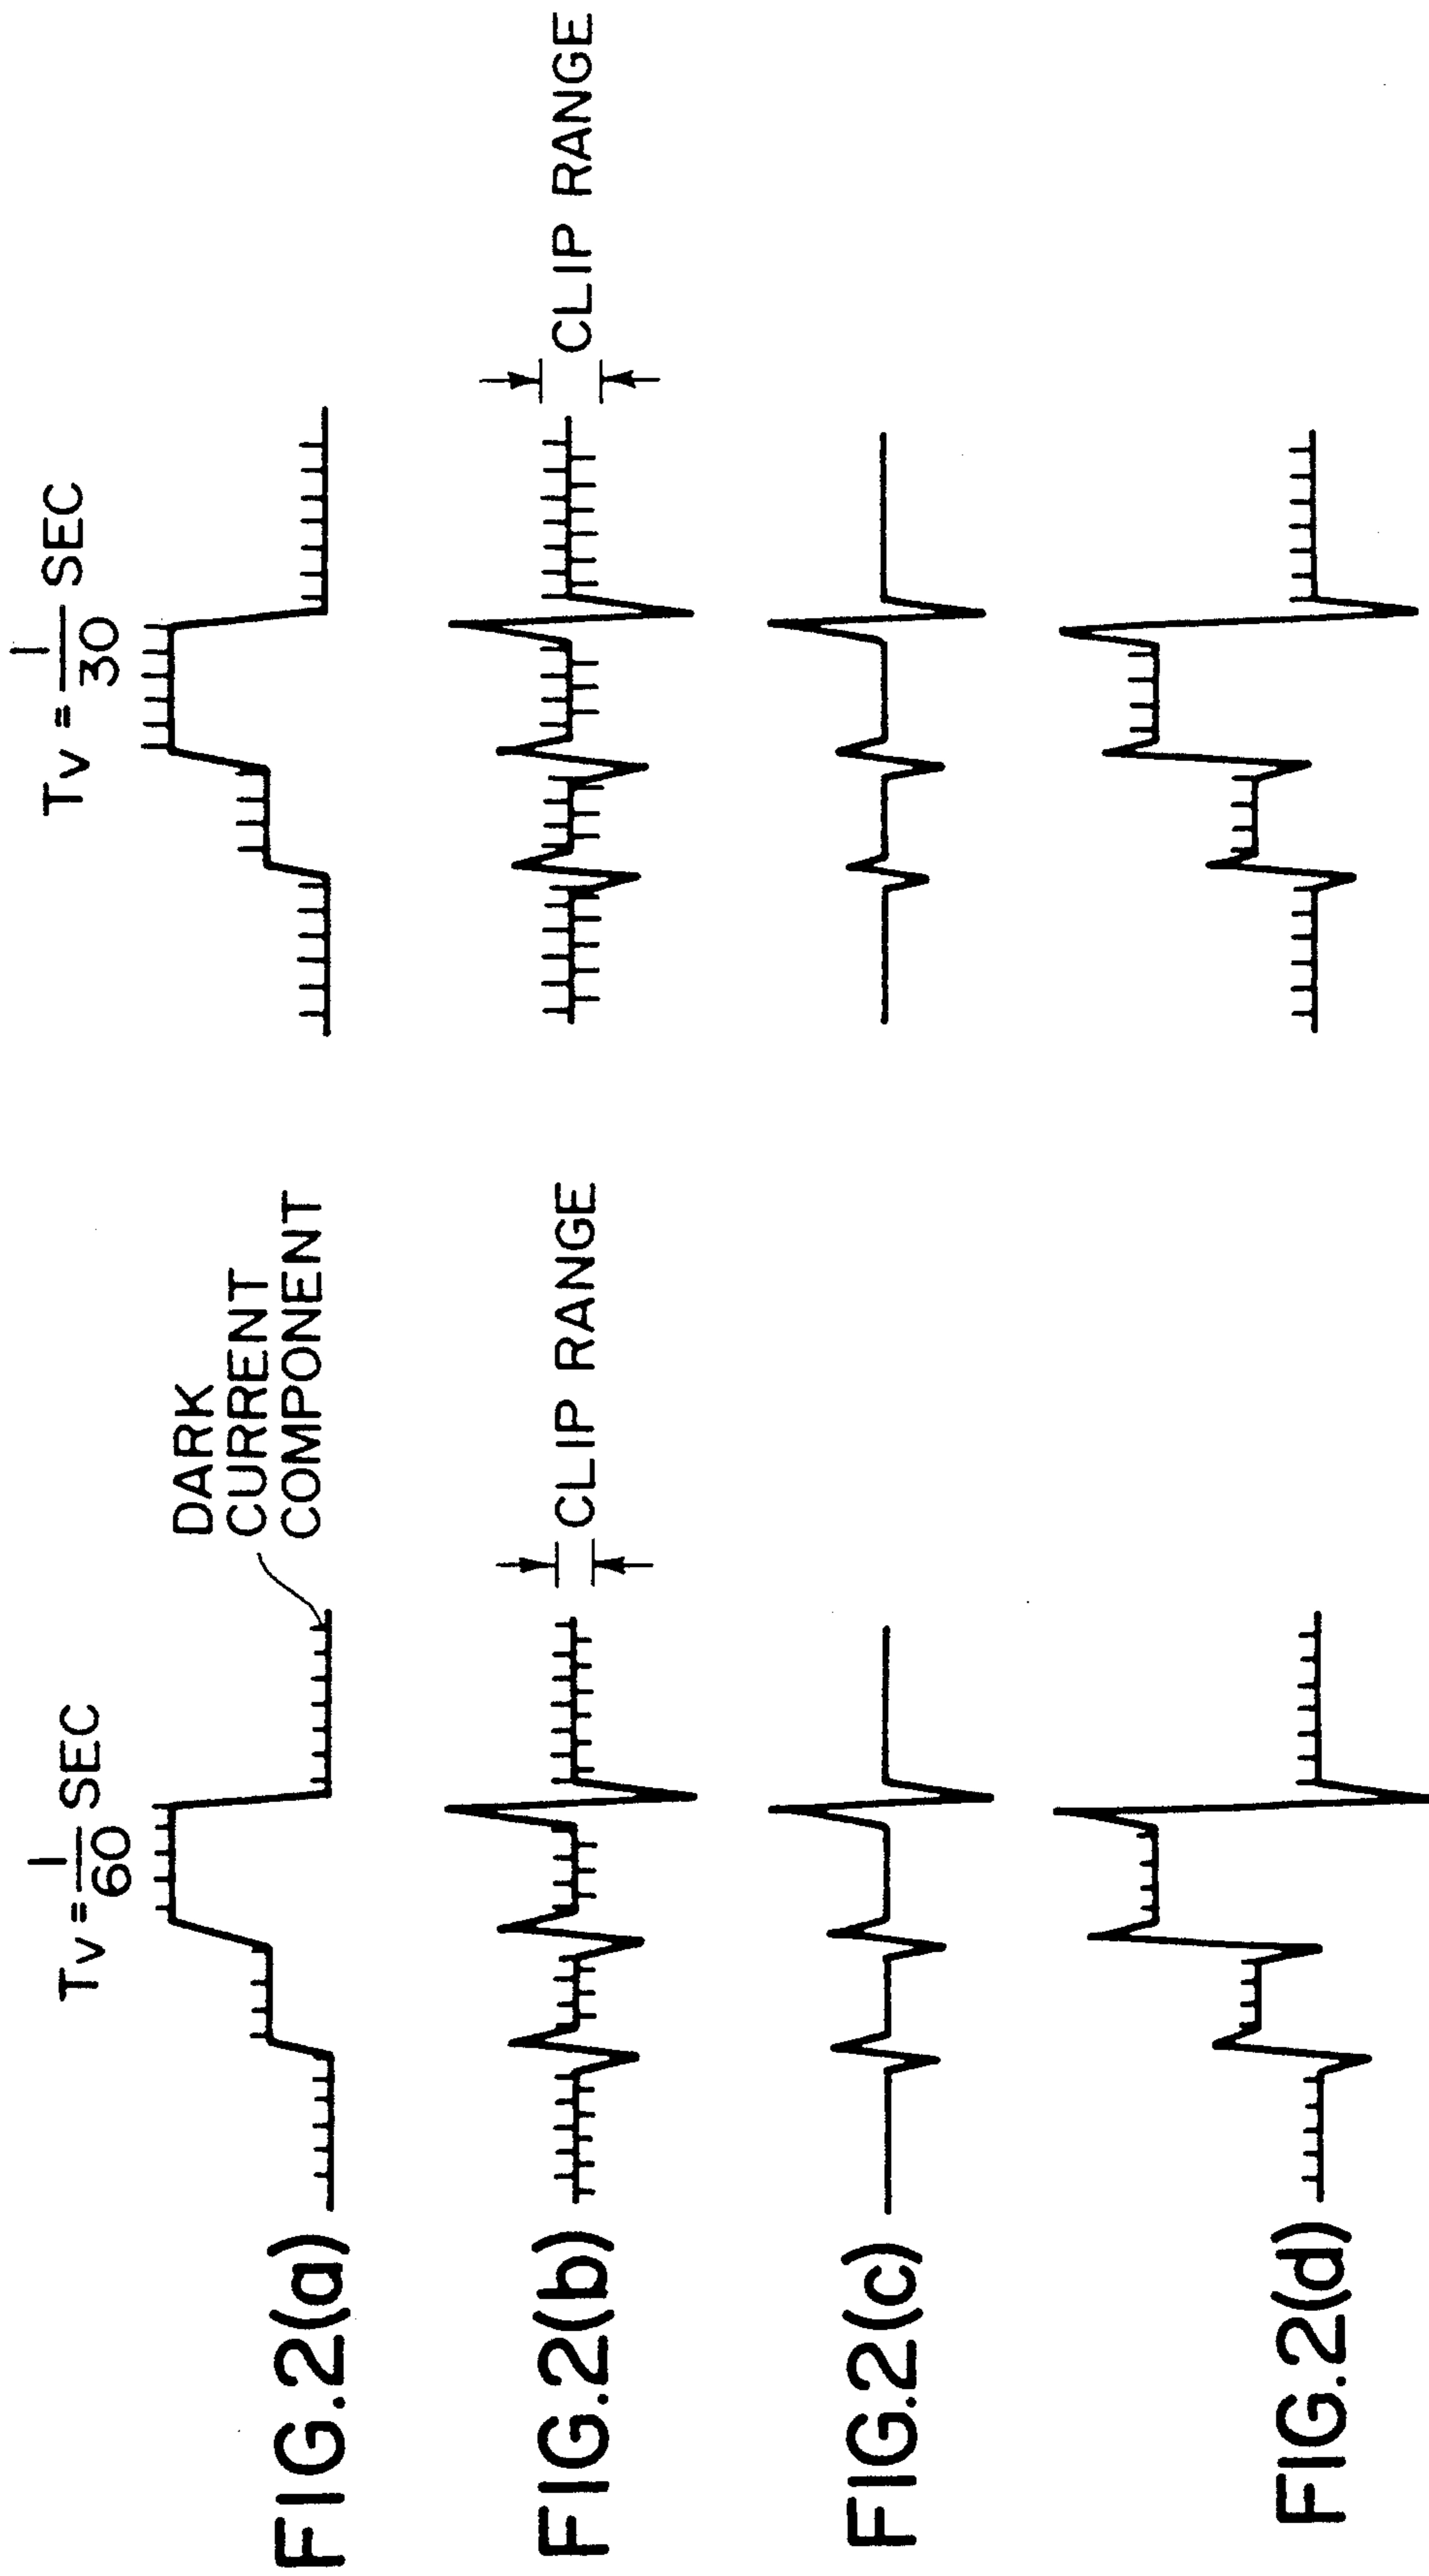 Tv = 1/60 SEC
Tv = 1/30 SEC
FIG.2(a)
DARK
CURRENT
COMPONENT
FIG.2(b)
CLIP RANGE
CLIP RANGE
FIG.2(c)
FIG.2(d)